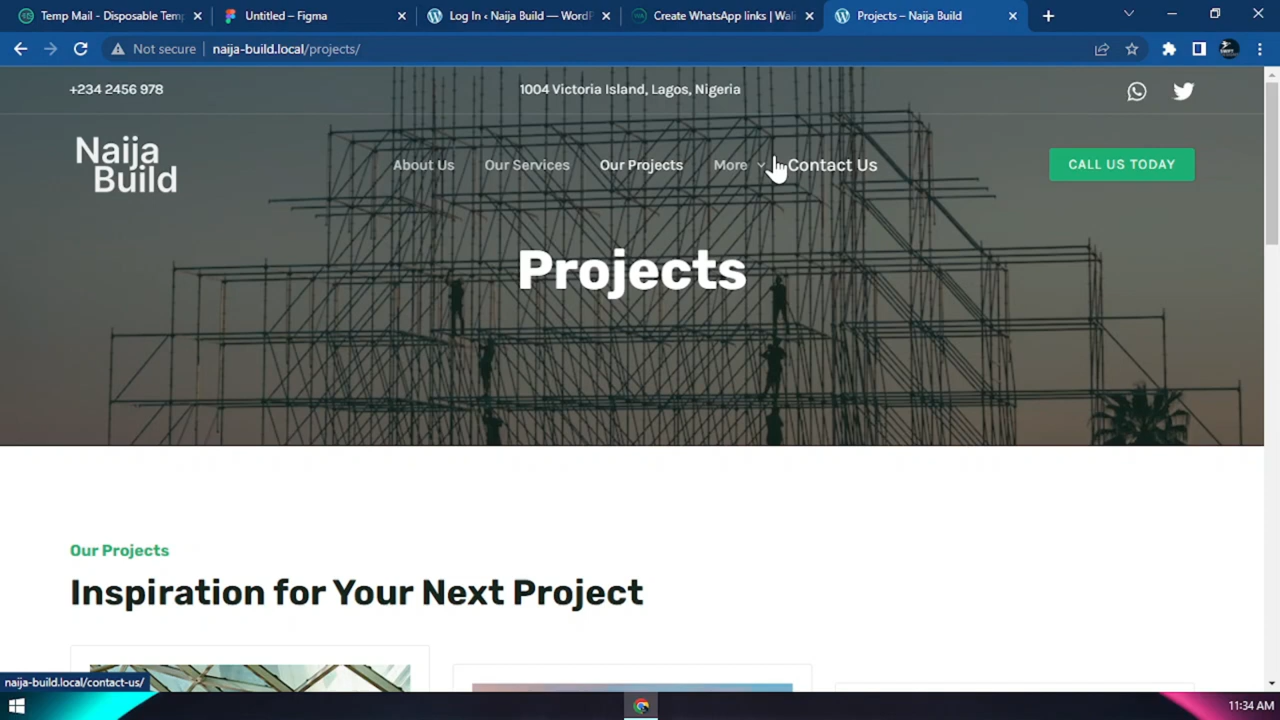 Temp Mail - Disposable Temp
Untitled – Figma
Log In ‹ Naija Build — WordP
Create WhatsApp links | Wal
Projects – Naija Build
Not secure
naija-build.local/projects/
+234 2456 978
1004 Victoria Island, Lagos, Nigeria
Naija
Build
About Us
Our Services
Our Projects
More
Contact Us
CALL US TODAY
Projects
Our Projects
Inspiration for Your Next Project
naija-build.local/contact-us/
11:34 AM